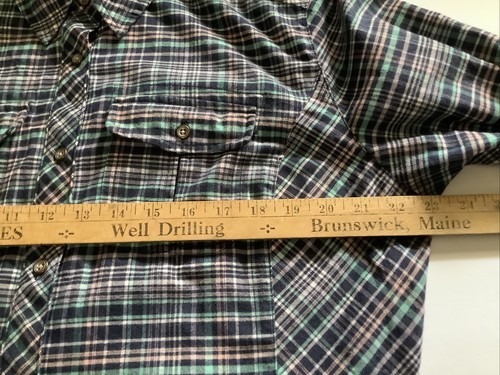 11 12 13 14 15 16 17 18 19 20 21 22 23 24
ES -:- Well Drilling -:- Brunswick, Maine